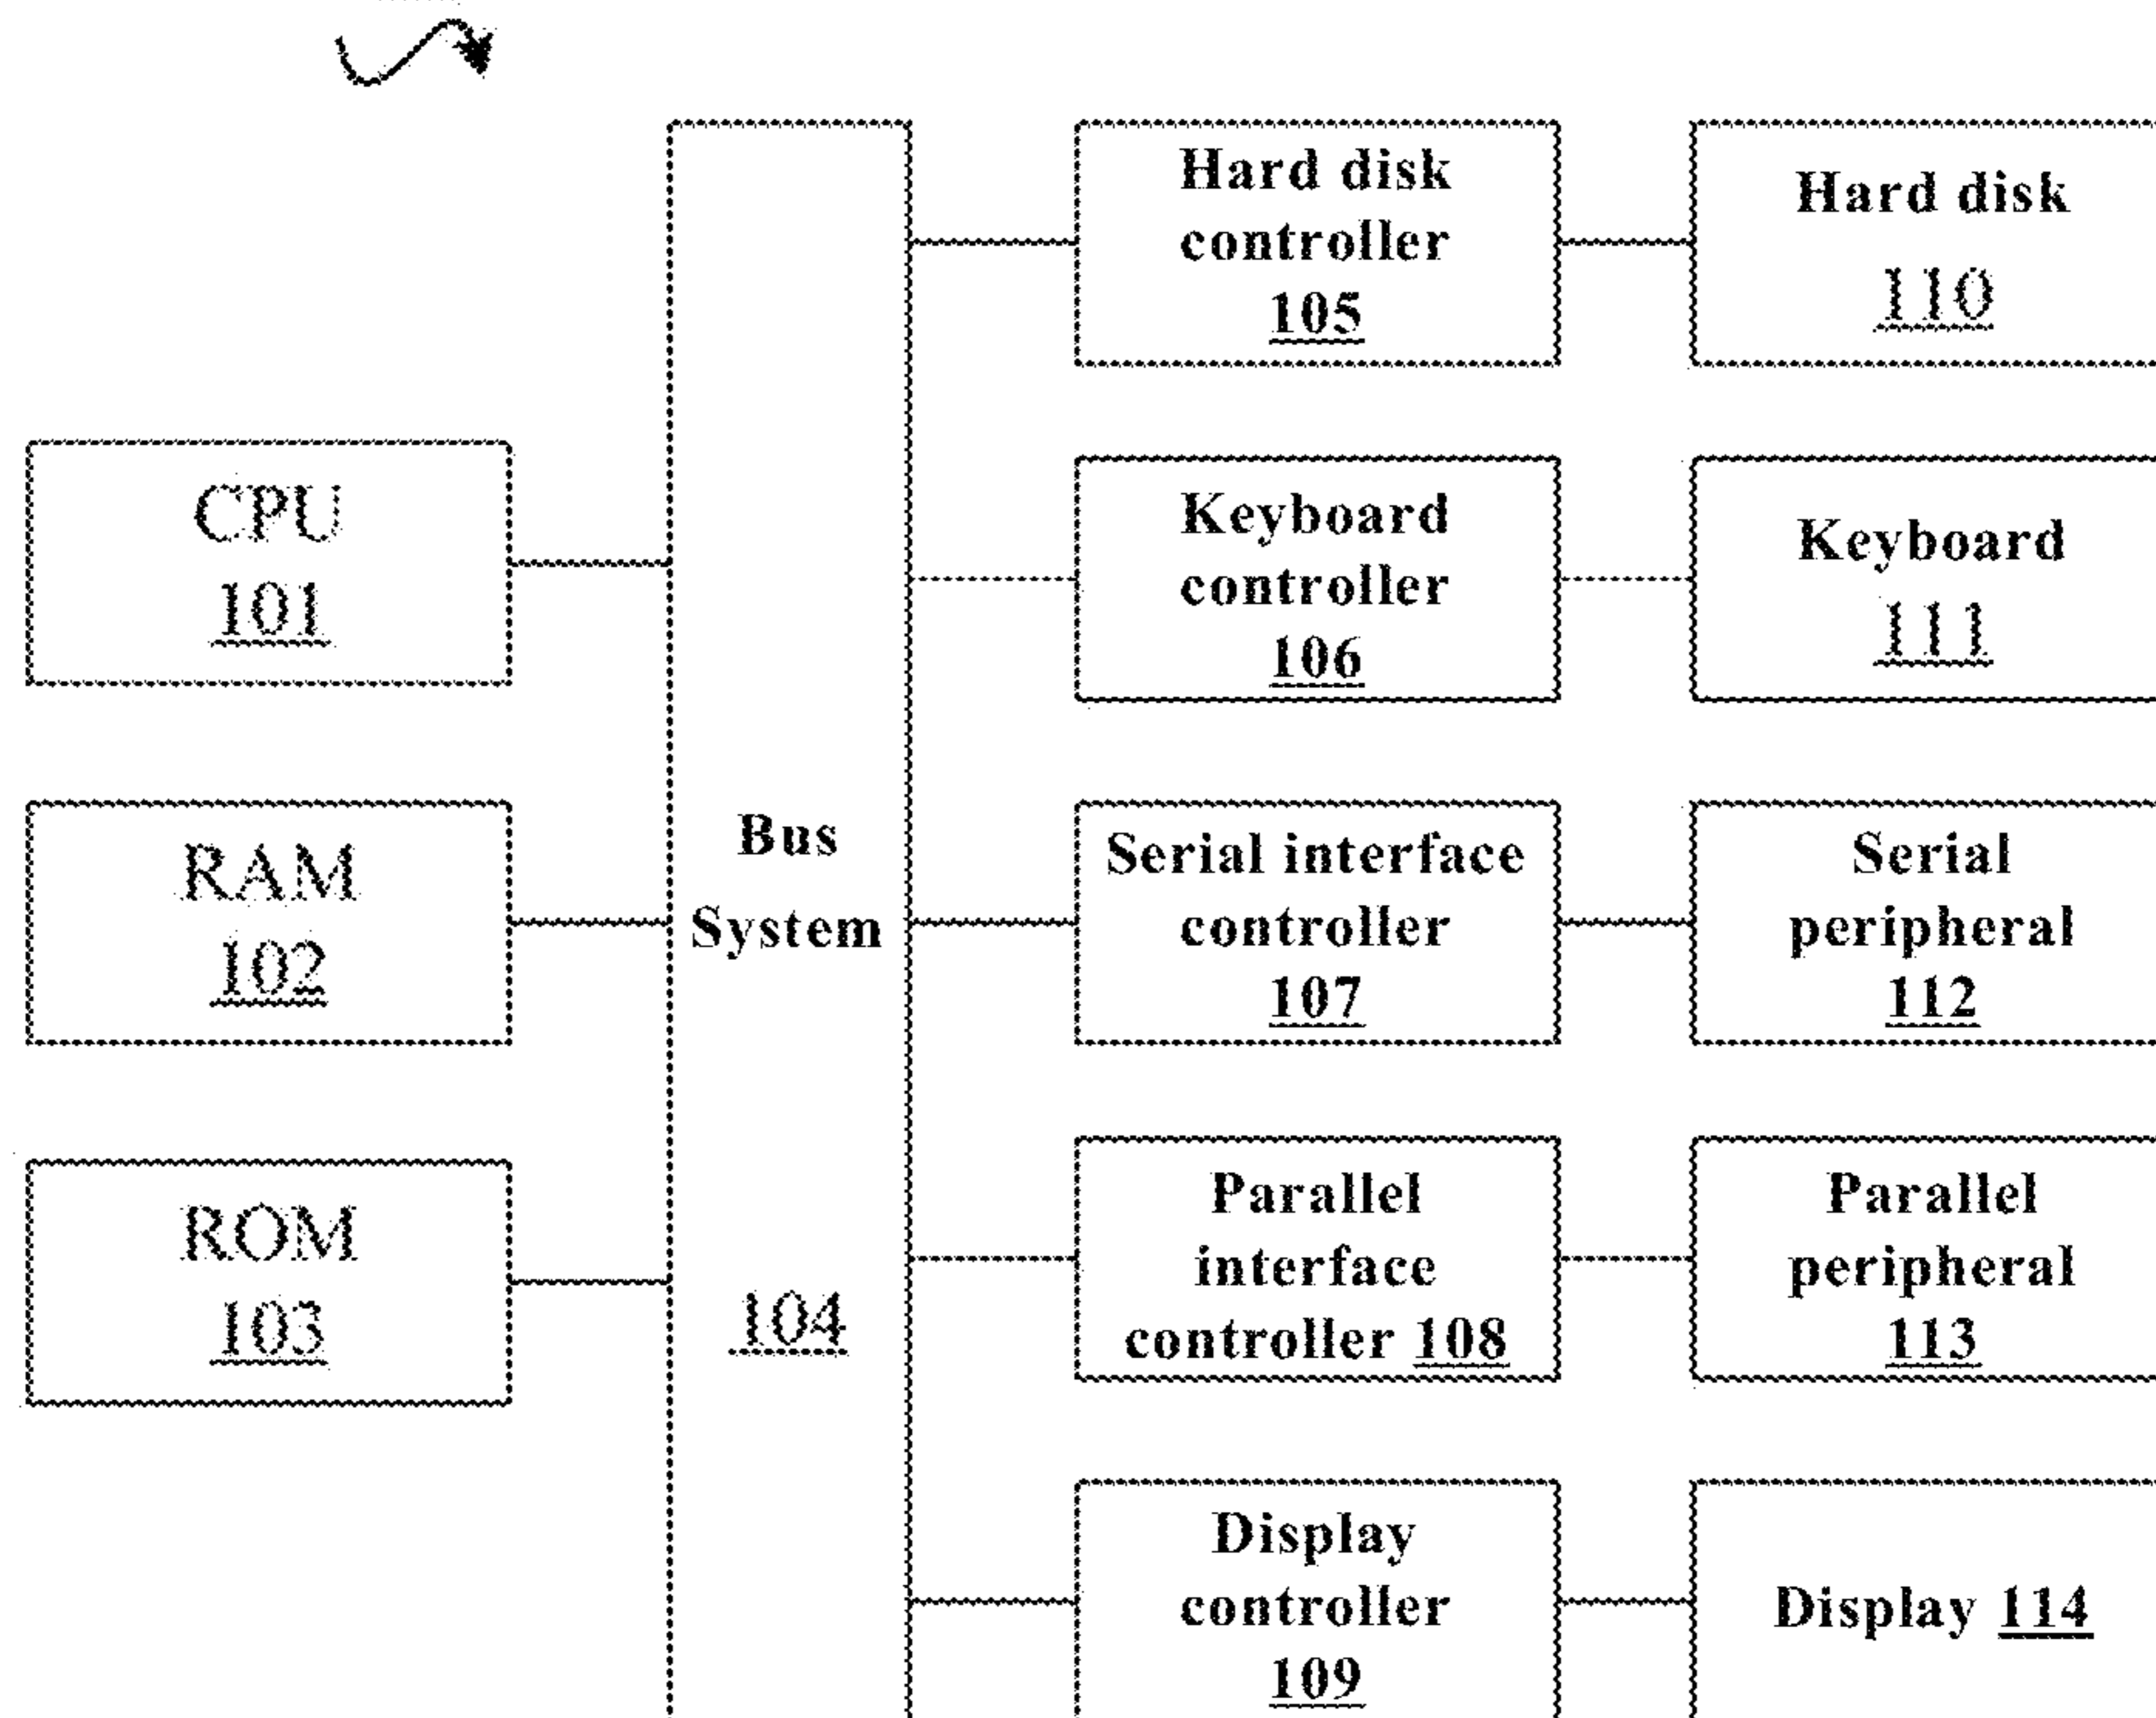 CPU
101
RAM
102
ROM
103
Bus
System
104
Hard disk
controller
105
Keyboard
controller
106
Serial interface
controller
107
Parallel
interface
controller 108
Display
controller
109
Hard disk
110
Keyboard
111
Serial
peripheral
112
Parallel
peripheral
113
Display 114